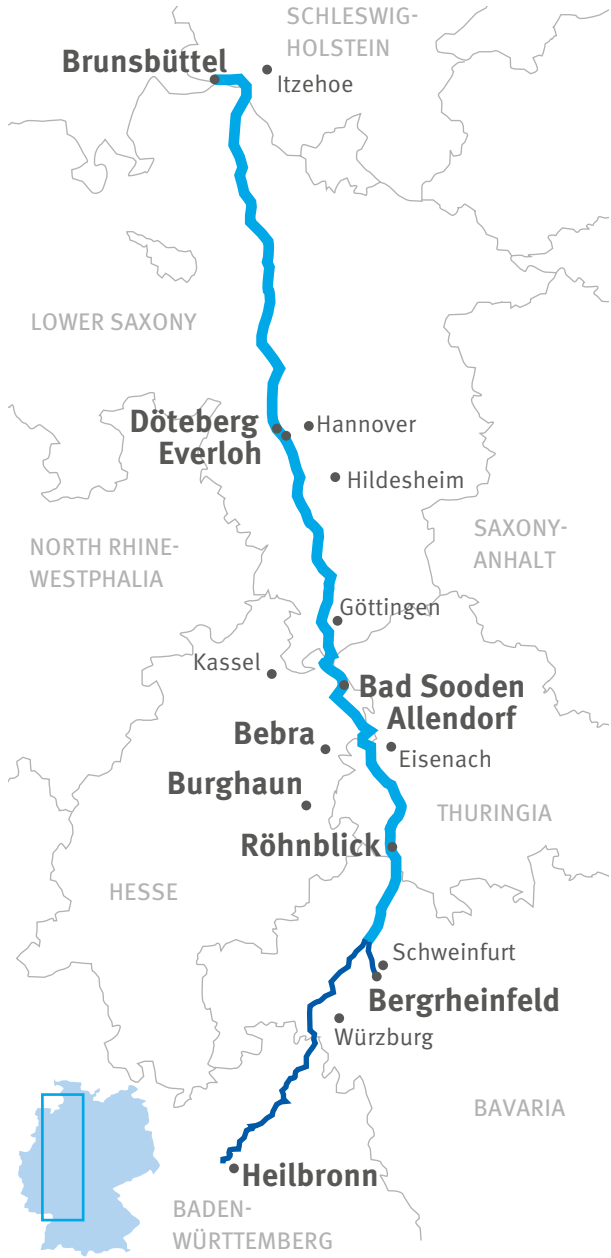 SCHLESWIG-
HOLSTEIN
Brunsbüttel
Itzehoe
LOWER SAXONY
Döteberg
Hannover
Everloh
Hildesheim
SAXONY-
ANHALT
NORTH RHINE-
WESTPHALIA
Göttingen
Kassel
Bad Sooden
Allendorf
Bebra
Eisenach
Burghaun
THURINGIA
Röhnblick
HESSE
Schweinfurt
Bergrheinfeld
Würzburg
BAVARIA
Heilbronn
BADEN-
WÜRTTEMBERG